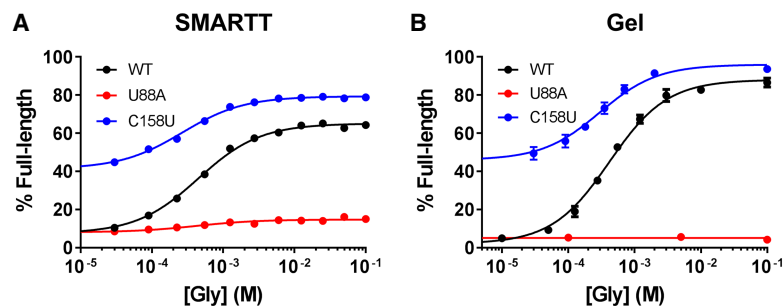 A
SMARTT
% Full-length
100
80
60
40
20
0
WT
U88A
C158U
10-5
10-4
10-3
10-2
10-1
[Gly] (M)
B
Gel
% Full-length
100
80
60
40
20
0
WT
U88A
C158U
10-5
10-4
10-3
10-2
10-1
[Gly] (M)